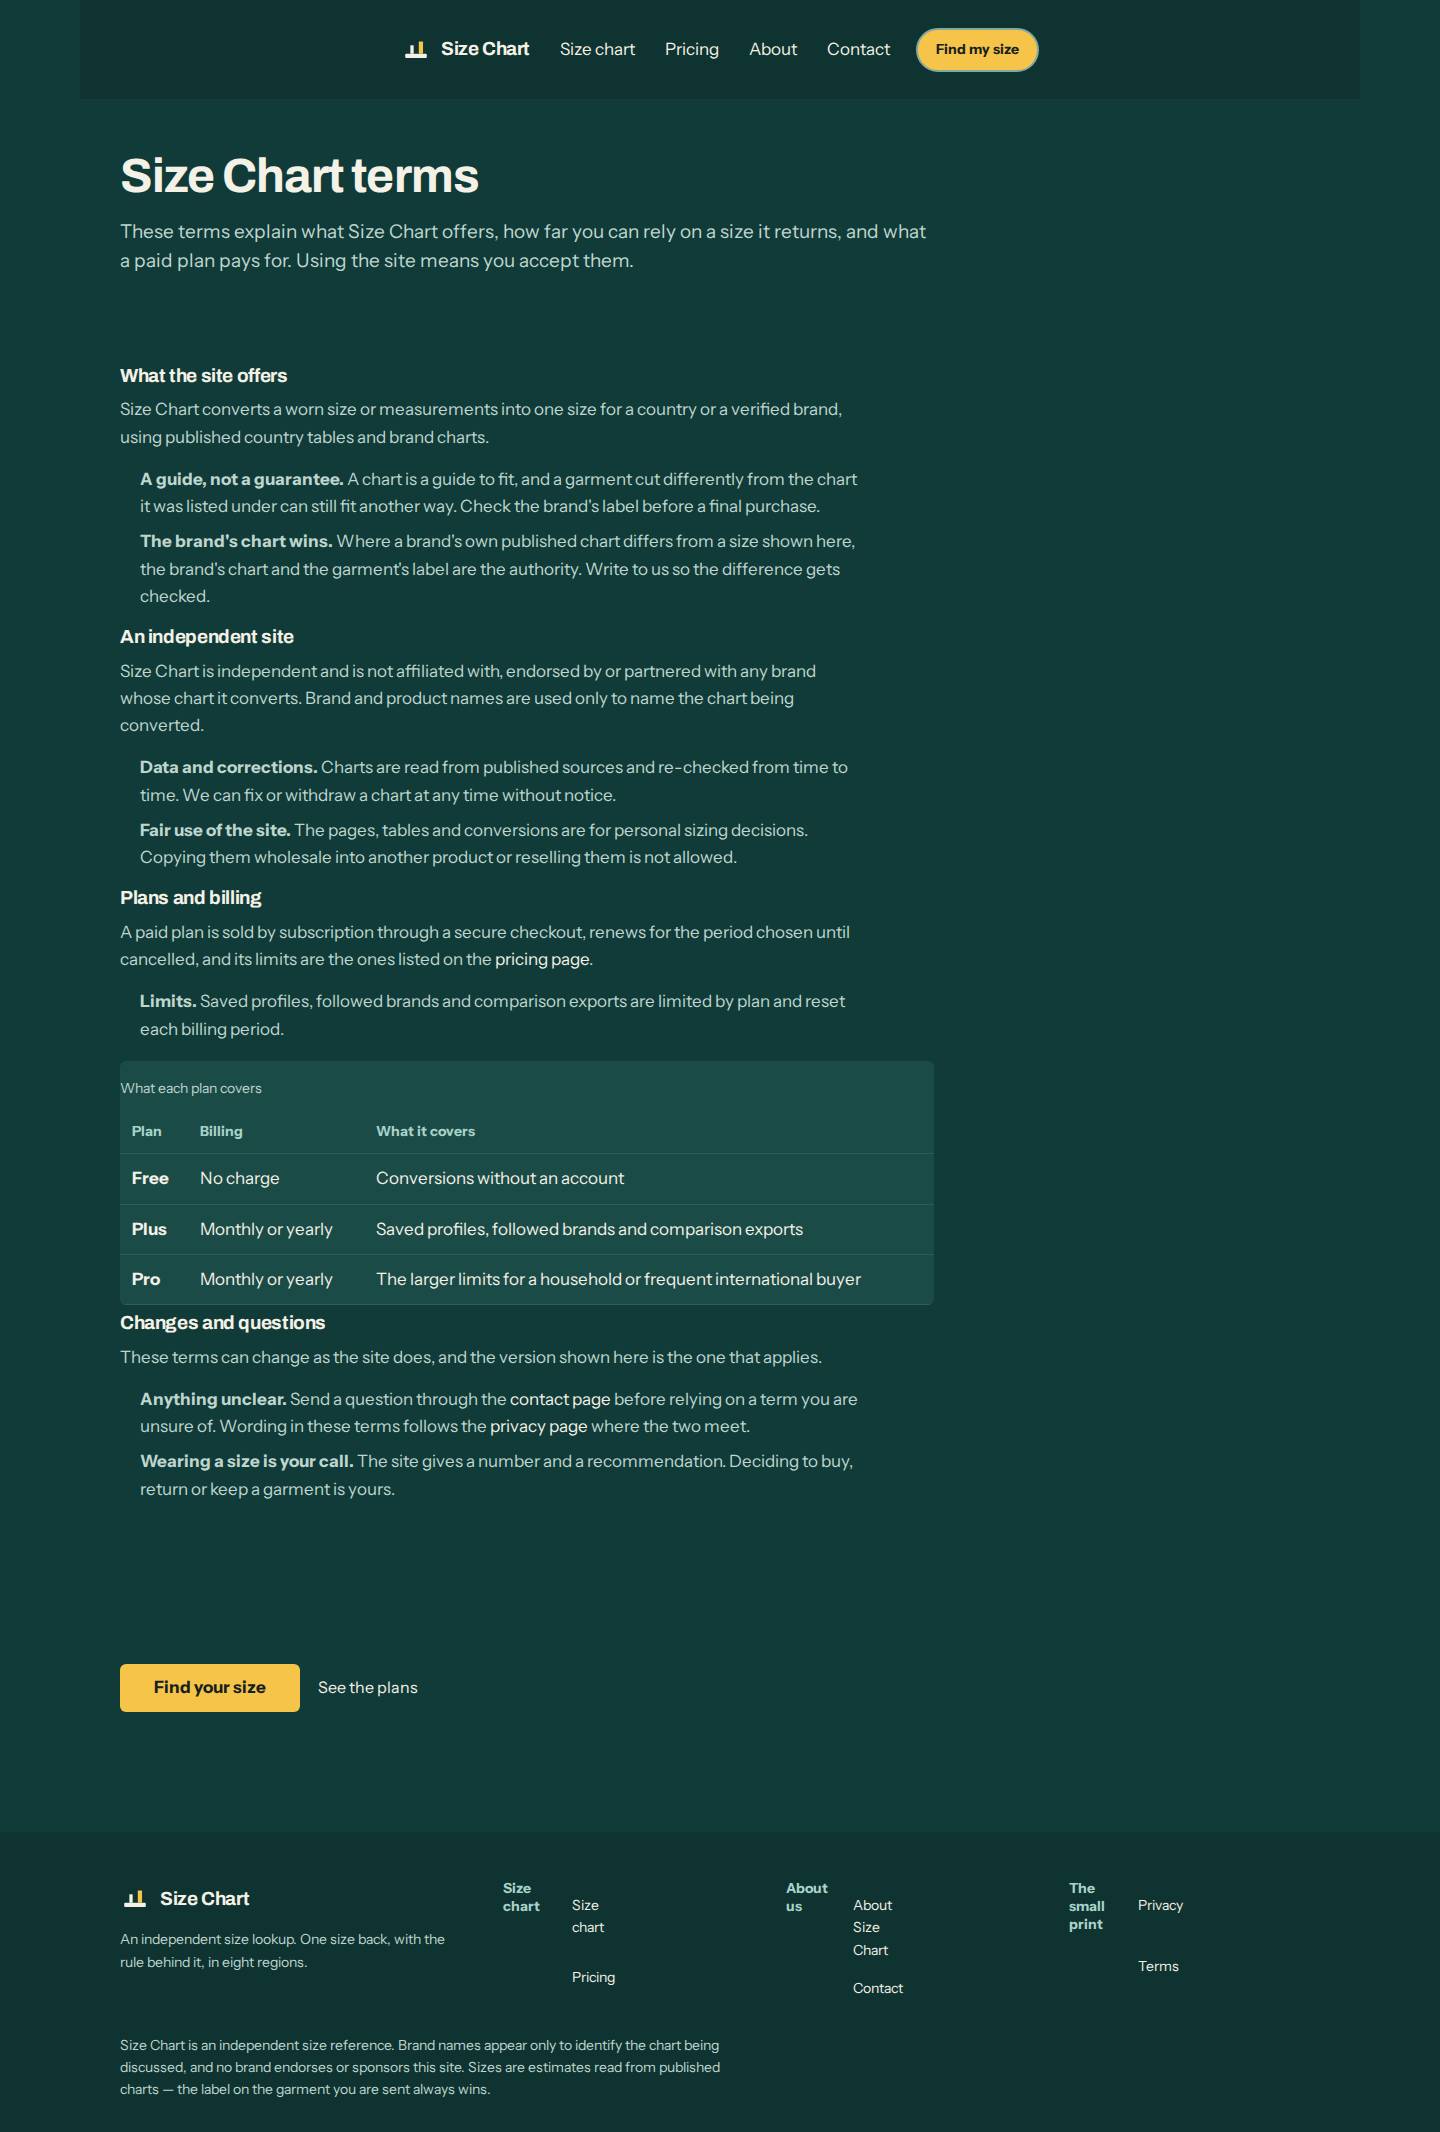 Size Chart
Size chart
Pricing
About
Contact
Find my size
Size Chart terms
These terms explain what Size Chart offers, how far you can rely on a size it returns, and what
a paid plan pays for. Using the site means you accept them.
What the site offers
Size Chart converts a worn size or measurements into one size for a country or a verified brand,
using published country tables and brand charts.
A guide, not a guarantee. A chart is a guide to fit, and a garment cut differently from the chart
it was listed under can still fit another way. Check the brand's label before a final purchase.
The brand's chart wins. Where a brand's own published chart differs from a size shown here,
the brand's chart and the garment's label are the authority. Write to us so the difference gets
checked.
An independent site
Size Chart is independent and is not affiliated with, endorsed by or partnered with any brand
whose chart it converts. Brand and product names are used only to name the chart being
converted.
Data and corrections. Charts are read from published sources and re-checked from time to
time. We can fix or withdraw a chart at any time without notice.
Fair use of the site. The pages, tables and conversions are for personal sizing decisions.
Copying them wholesale into another product or reselling them is not allowed.
Plans and billing
A paid plan is sold by subscription through a secure checkout, renews for the period chosen until
cancelled, and its limits are the ones listed on the pricing page.
Limits. Saved profiles, followed brands and comparison exports are limited by plan and reset
each billing period.
What each plan covers
Plan Billing What it covers
Free No charge Conversions without an account
Plus Monthly or yearly Saved profiles, followed brands and comparison exports
Pro Monthly or yearly The larger limits for a household or frequent international buyer
Changes and questions
These terms can change as the site does, and the version shown here is the one that applies.
Anything unclear. Send a question through the contact page before relying on a term you are
unsure of. Wording in these terms follows the privacy page where the two meet.
Wearing a size is your call. The site gives a number and a recommendation. Deciding to buy,
return or keep a garment is yours.
Find your size
See the plans
Size Chart
An independent size lookup. One size back, with the
rule behind it, in eight regions.
Size
chart
Size
chart
Pricing
About
us
About
Size
Chart
Contact
The
small
print
Privacy
Terms
Size Chart is an independent size reference. Brand names appear only to identify the chart being
discussed, and no brand endorses or sponsors this site. Sizes are estimates read from published
charts — the label on the garment you are sent always wins.